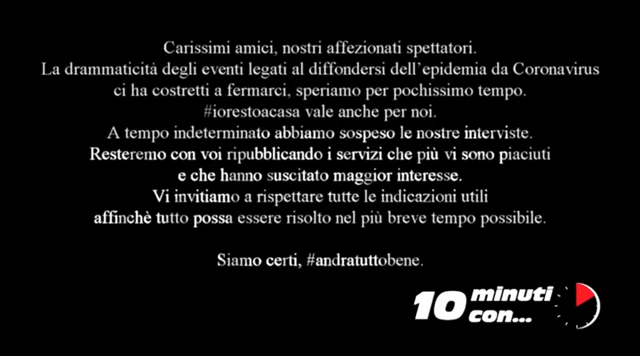 Carissimi amici, nostri affezionati spettatori.
La drammaticità degli eventi legati al diffondersi dell'epidemia da Coronavirus
ci ha costretti a fermarci, speriamo per pochissimo tempo.
#iorestoacasa vale anche per noi.
A tempo indeterminato abbiamo sospeso le nostre interviste.
Resteremo con voi ripubblicando i servizi che più vi sono piaciuti
e che hanno suscitato maggior interesse.
Vi invitiamo a rispettare tutte le indicazioni utili
affinchè tutto possa essere risolto nel più breve tempo possibile.
Siamo certi, #andratuttobene.
10 minuti
con...